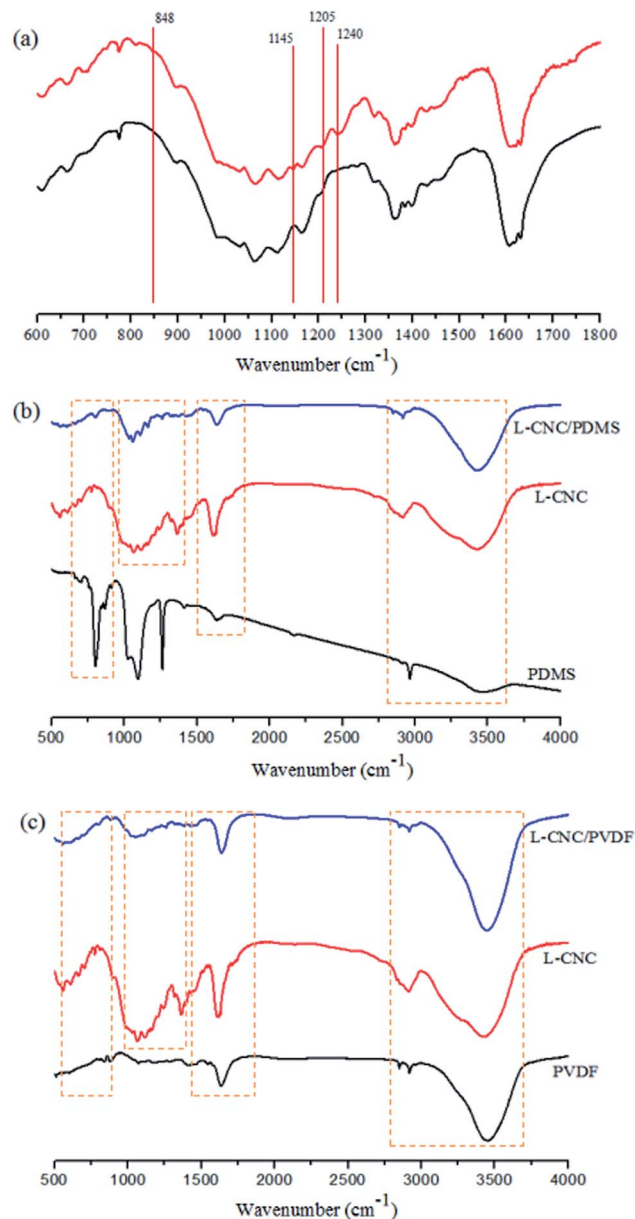 (a)
848
1145
1205
1240
600 700 800 900 1000 1100 1200 1300 1400 1500 1600 1700 1800
Wavenumber (cm⁻¹)
(b)
L-CNC/PDMS
L-CNC
PDMS
500 1000 1500 2000 2500 3000 3500 4000
Wavenumber (cm⁻¹)
(c)
L-CNC/PVDF
L-CNC
PVDF
500 1000 1500 2000 2500 3000 3500 4000
Wavenumber (cm⁻¹)